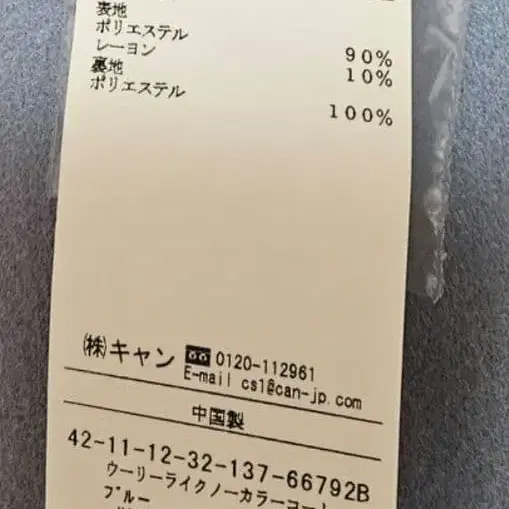 表地
ポリエステル 90%
レーヨン 10%
裏地
ポリエステル 100%
(株)キャン 0120-112961
E-mail cs1@can-jp.com
中国製
42-11-12-32-137-66792B
ウーリーライクノーカラーコート
ブルー